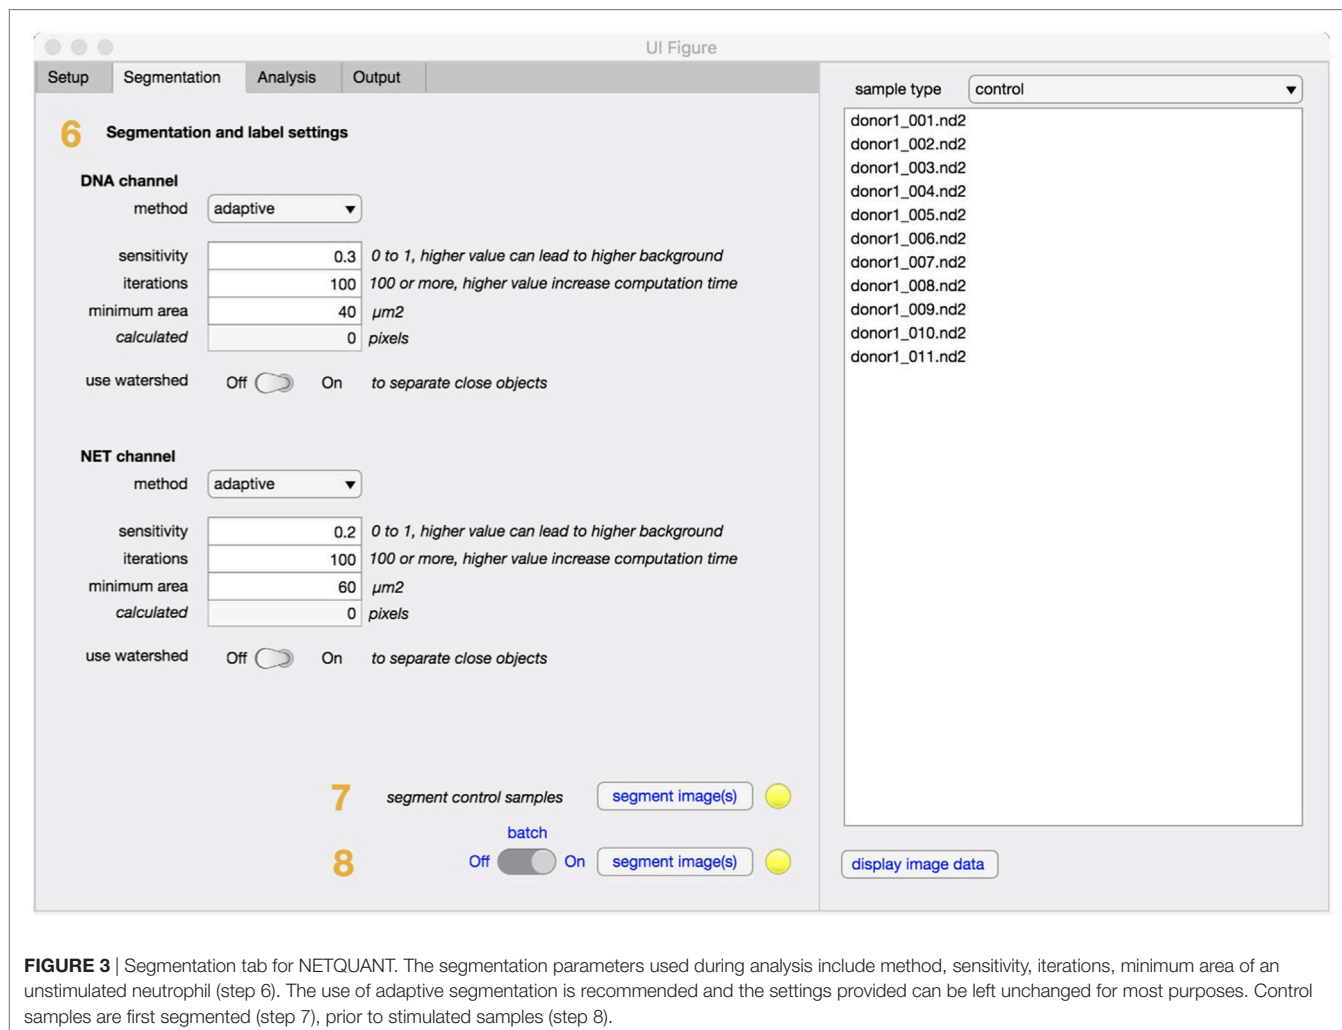 UI Figure
Setup Segmentation Analysis Output
6 Segmentation and label settings
DNA channel
method adaptive
sensitivity 0.3 0 to 1, higher value can lead to higher background
iterations 100 100 or more, higher value increase computation time
minimum area 40 µm2
calculated 0 pixels
use watershed Off On to separate close objects
NET channel
method adaptive
sensitivity 0.2 0 to 1, higher value can lead to higher background
iterations 100 100 or more, higher value increase computation time
minimum area 60 µm2
calculated 0 pixels
use watershed Off On to separate close objects
7 segment control samples segment image(s)
batch
8 Off On segment image(s)
sample type control
donor1_001.nd2
donor1_002.nd2
donor1_003.nd2
donor1_004.nd2
donor1_005.nd2
donor1_006.nd2
donor1_007.nd2
donor1_008.nd2
donor1_009.nd2
donor1_010.nd2
donor1_011.nd2
display image data
FIGURE 3 | Segmentation tab for NETQUANT. The segmentation parameters used during analysis include method, sensitivity, iterations, minimum area of an
unstimulated neutrophil (step 6). The use of adaptive segmentation is recommended and the settings provided can be left unchanged for most purposes. Control
samples are first segmented (step 7), prior to stimulated samples (step 8).